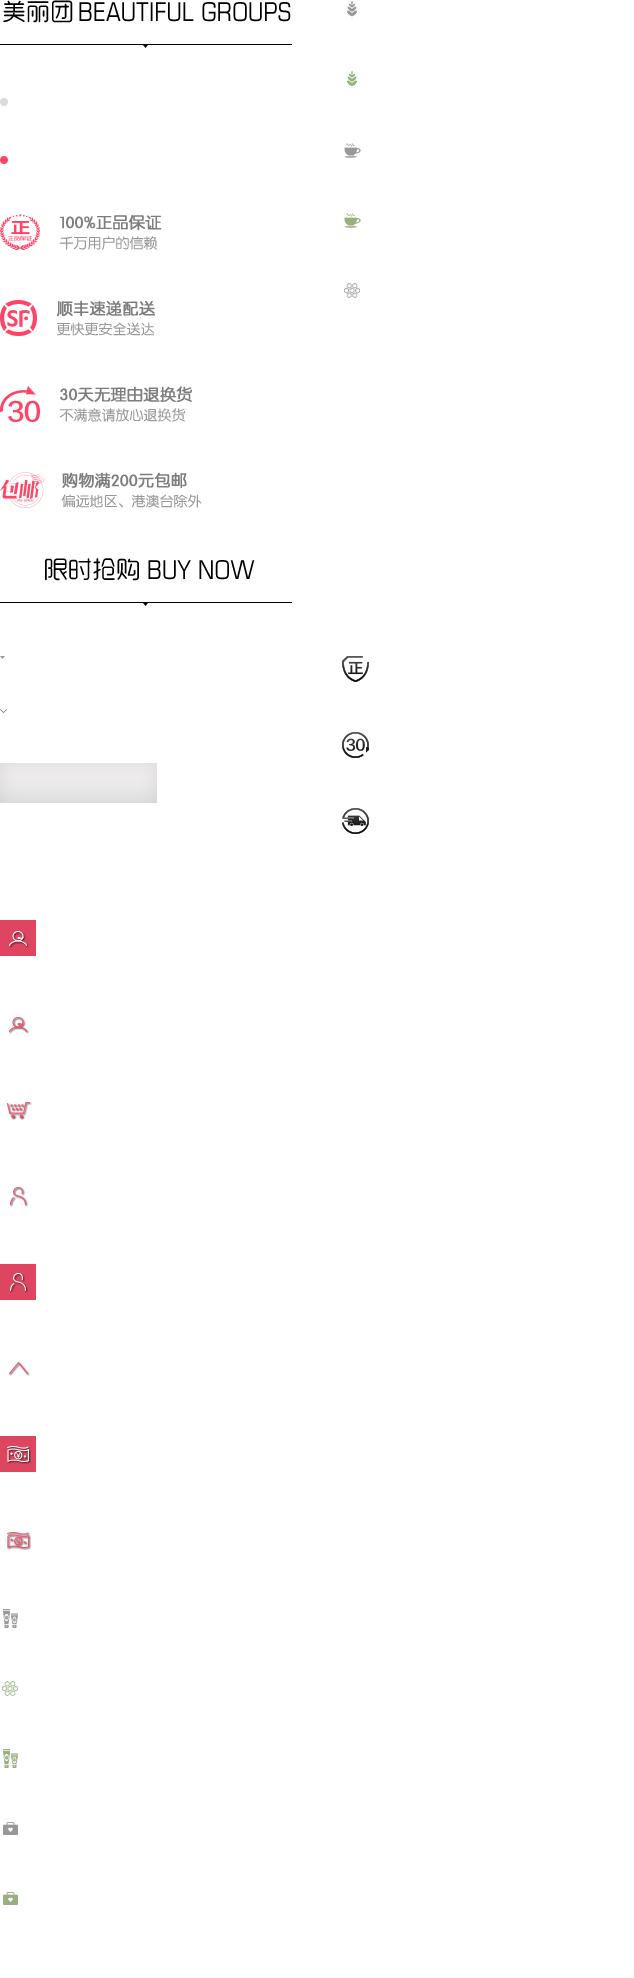 美丽团 BEAUTIFUL GROUPS
正
正品保证
100%正品保证
千万用户的信赖
SF
顺丰速递配送
更快更安全送达
30
30天无理由退换货
不满意请放心退换货
包邮
购物满200元包邮
偏远地区、港澳台除外
限时抢购 BUY NOW
正
30